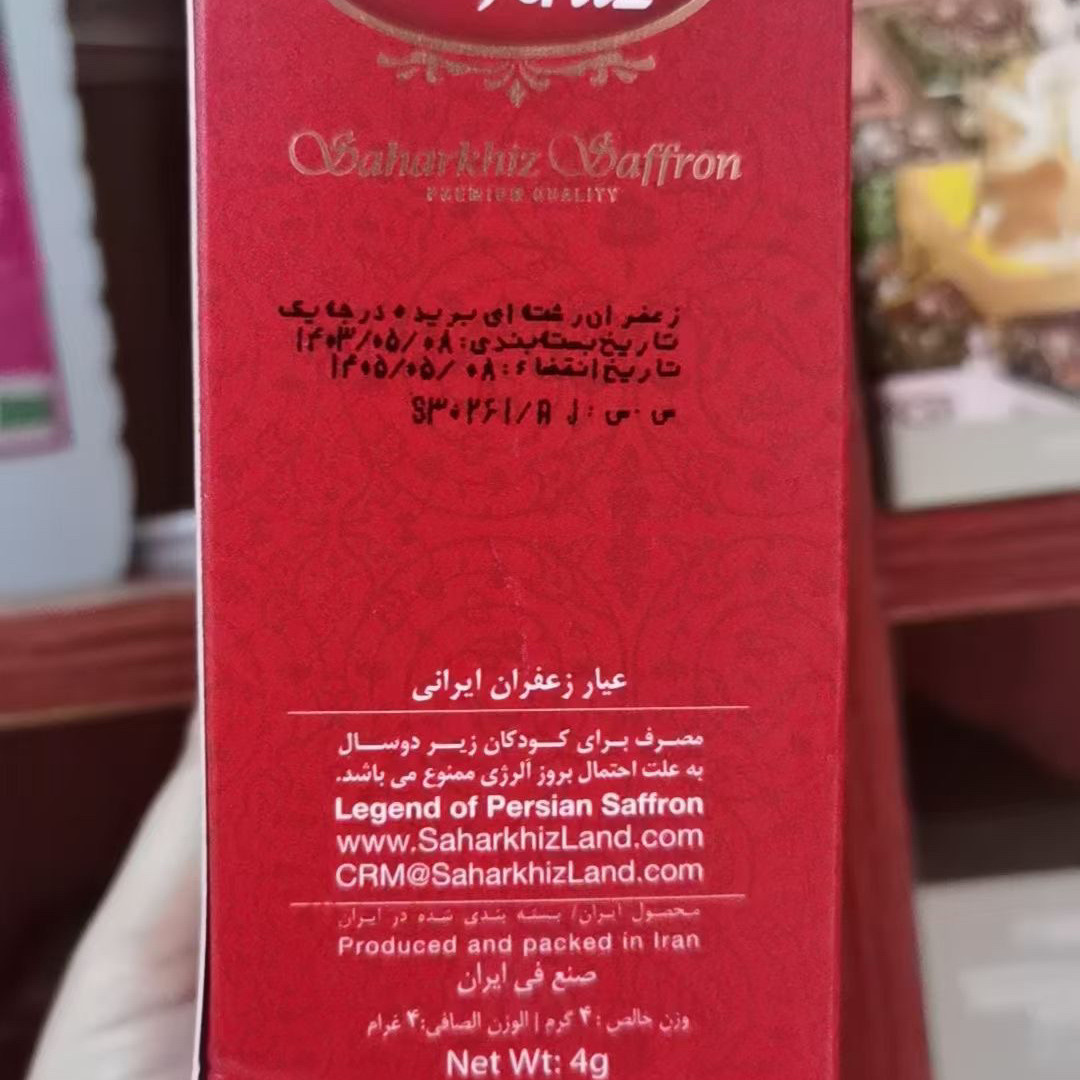 Saharkhiz Saffron
PREMIUM QUALITY
زعفران رشته ای بریده درجه یک
تاریخ بسته‌بندی: ۱۴۰۳/۰۵/۰۸
تاریخ انقضاء: ۱۴۰۵/۰۵/۰۸
س.س: L S۳۰۲۶۱/A
عیار زعفران ایرانی
مصرف برای کودکان زیر دوسال
به علت احتمال بروز آلرژی ممنوع می باشد.
Legend of Persian Saffron
www.SaharkhizLand.com
CRM@SaharkhizLand.com
محصول ایران/ بسته بندی شده در ایران
Produced and packed in Iran
صنع في ايران
وزن خالص: ۴ گرم | الوزن الصافی: ۴ غرام
Net Wt: 4g